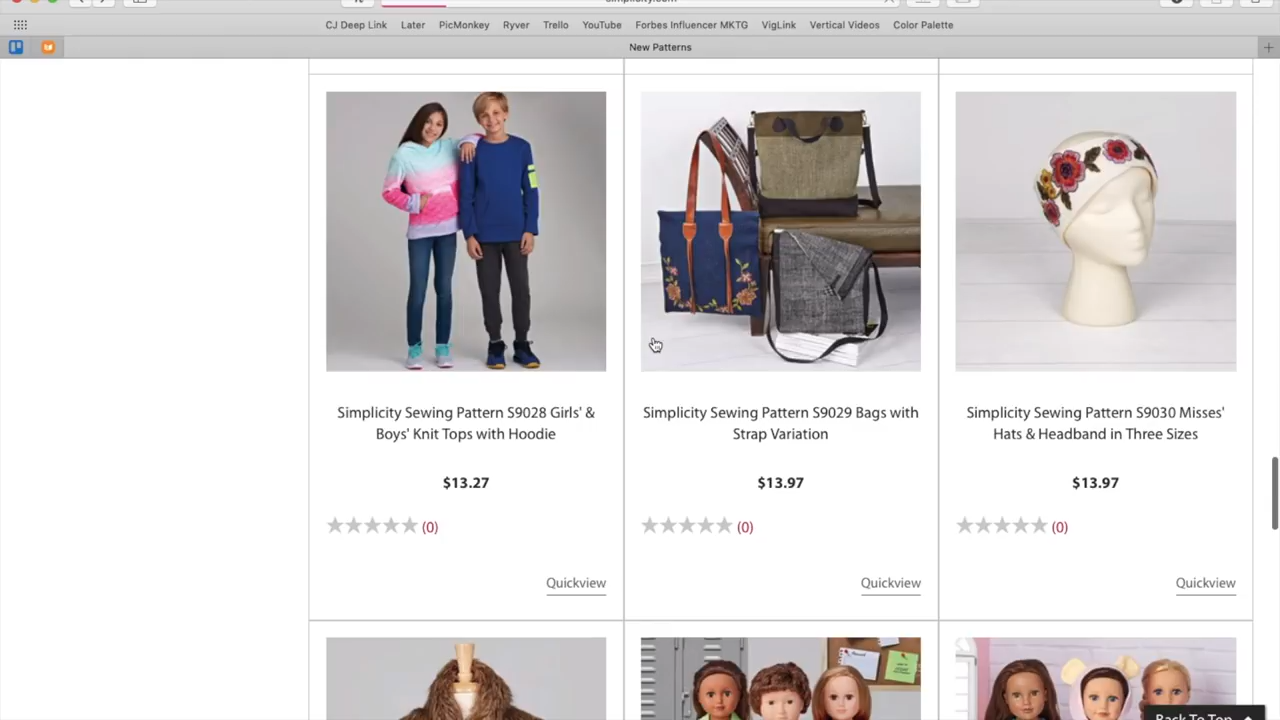 simplicity.com
CJ Deep Link Later PicMonkey Ryver Trello YouTube Forbes Influencer MKTG VigLink Vertical Videos Color Palette
New Patterns
Simplicity Sewing Pattern S9028 Girls' &
Boys' Knit Tops with Hoodie
$13.27
(0)
Quickview
Simplicity Sewing Pattern S9029 Bags with
Strap Variation
$13.97
(0)
Quickview
Simplicity Sewing Pattern S9030 Misses'
Hats & Headband in Three Sizes
$13.97
(0)
Quickview
Back To Top